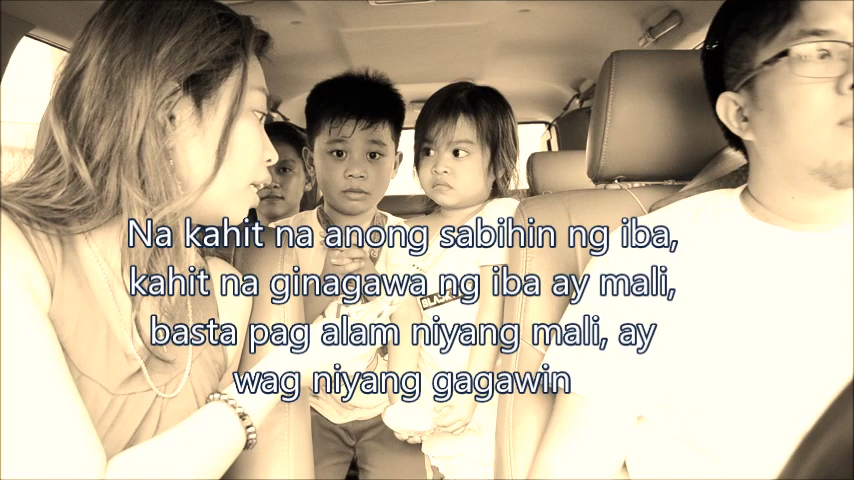 Na kahit na anong sabihin ng iba,
kahit na ginagawa ng iba ay mali,
basta pag alam niyang mali, ay
wag niyang gagawin